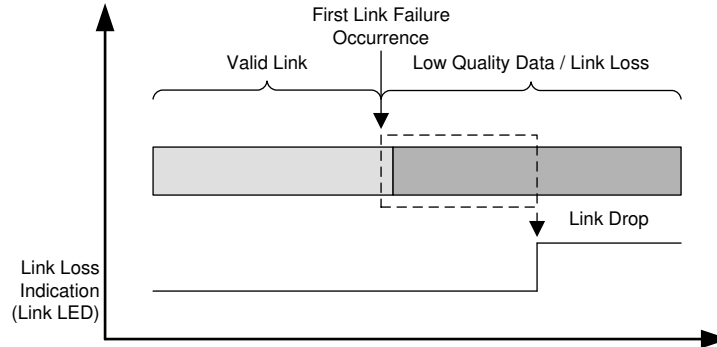 First Link Failure
Occurrence
Valid Link
Low Quality Data / Link Loss
Link Drop
Link Loss
Indication
(Link LED)